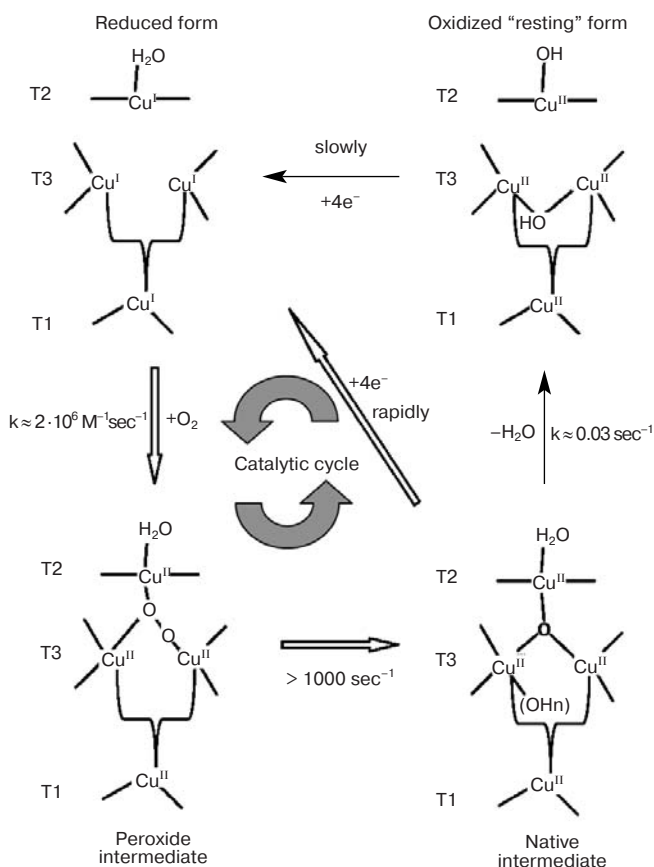 Reduced form
Oxidized “resting” form
H₂O
OH
T2
Cuᴵ
T2
Cuᴵᴵ
slowly
+4e⁻
T3
Cuᴵ
Cuᴵ
T3
Cuᴵᴵ
Cuᴵᴵ
HO
T1
Cuᴵ
T1
Cuᴵᴵ
+4e⁻
rapidly
k ≈ 2·10⁶ M⁻¹sec⁻¹
+O₂
Catalytic cycle
−H₂O
k ≈ 0.03 sec⁻¹
H₂O
H₂O
T2
Cuᴵᴵ
T2
Cuᴵᴵ
O
O
O
T3
Cuᴵᴵ
Cuᴵᴵ
T3
Cuᴵᴵ
Cuᴵᴵ
> 1000 sec⁻¹
(OHn)
T1
Cuᴵᴵ
T1
Cuᴵᴵ
Peroxide
intermediate
Native
intermediate